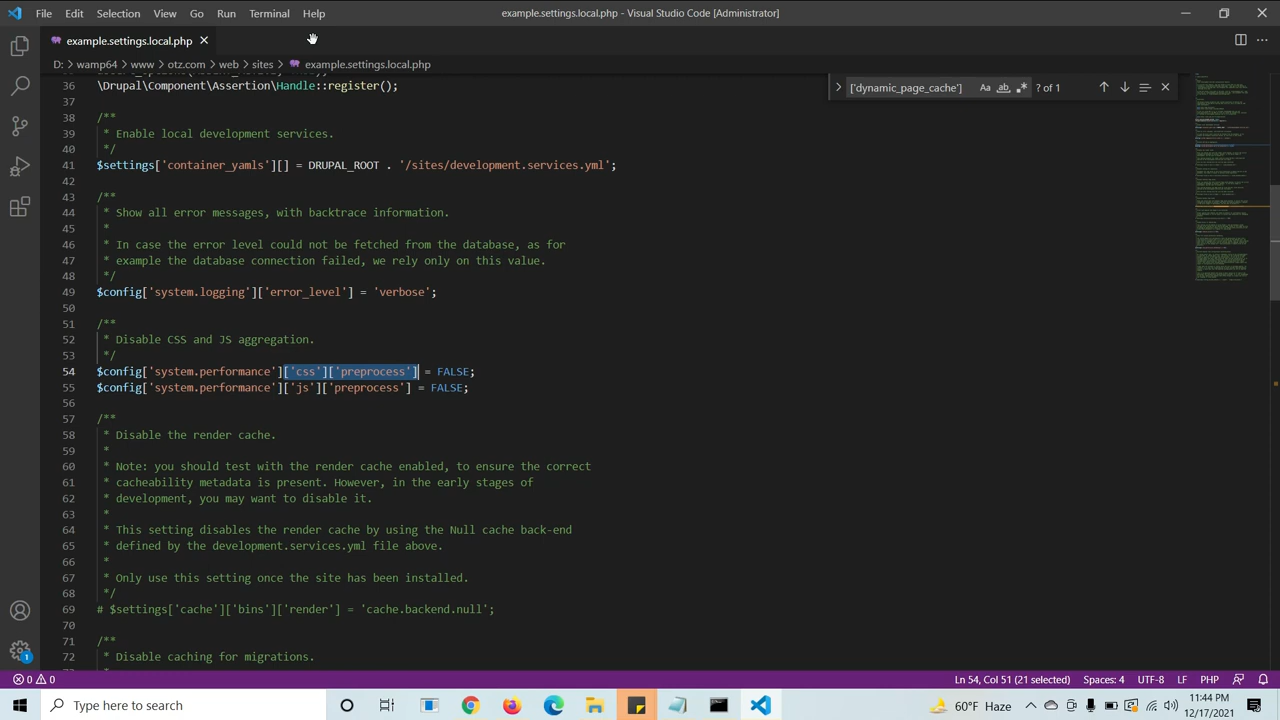 File Edit Selection View Go Run Terminal Help
example.settings.local.php - Visual Studio Code [Administrator]
example.settings.local.php
D: > wamp64 > www > otz.com > web > sites > example.settings.local.php
['dynamic_page_cache'] Aa ab .* ? of 1
36 \Drupal\Component\Assertion\Handle::register();
37
38 /**
39 * Enable local development services.
40 */
41 $settings['container_yamls'][] = DRUPAL_ROOT . '/sites/development.services.yml';
42
43 /**
44 * Show all error messages, with backtrace information.
45 *
46 * In case the error level could not be fetched from the database, as for
47 * example the database connection failed, we rely only on this value.
48 */
49 $config['system.logging']['error_level'] = 'verbose';
50
51 /**
52 * Disable CSS and JS aggregation.
53 */
54 $config['system.performance']['css']['preprocess'] = FALSE;
55 $config['system.performance']['js']['preprocess'] = FALSE;
56
57 /**
58 * Disable the render cache.
59 *
60 * Note: you should test with the render cache enabled, to ensure the correct
61 * cacheability metadata is present. However, in the early stages of
62 * development, you may want to disable it.
63 *
64 * This setting disables the render cache by using the Null cache back-end
65 * defined by the development.services.yml file above.
66 *
67 * Only use this setting once the site has been installed.
68 */
69 # $settings['cache']['bins']['render'] = 'cache.backend.null';
70
71 /**
72 * Disable caching for migrations.
1
0 0 Ln 54, Col 51 (21 selected) Spaces: 4 UTF-8 LF PHP
Type here to search
60°F Haze
11:44 PM
12/17/2021